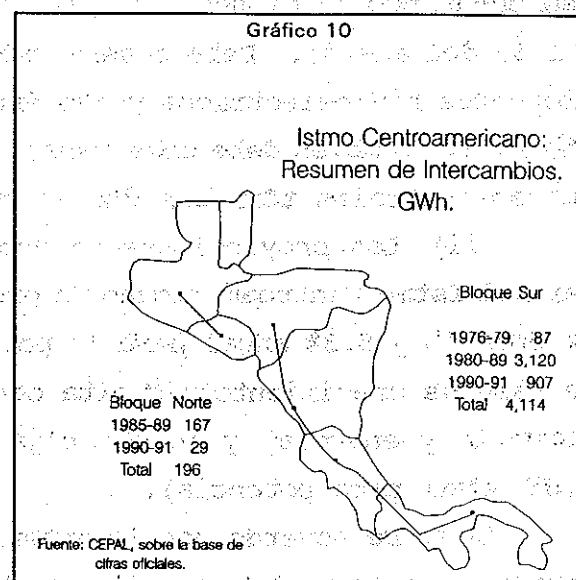 Gráfico 10
Istmo Centroamericano:
Resumen de Intercambios.
GWh.
Bloque Sur
1976-79, 87
1980-89 3,120
1990-91 907
Total 4,114
Bloque Norte
1985-89 167
1990-91 29
Total 196
Fuente: CEPAL, sobre la base de
cifras oficiales.